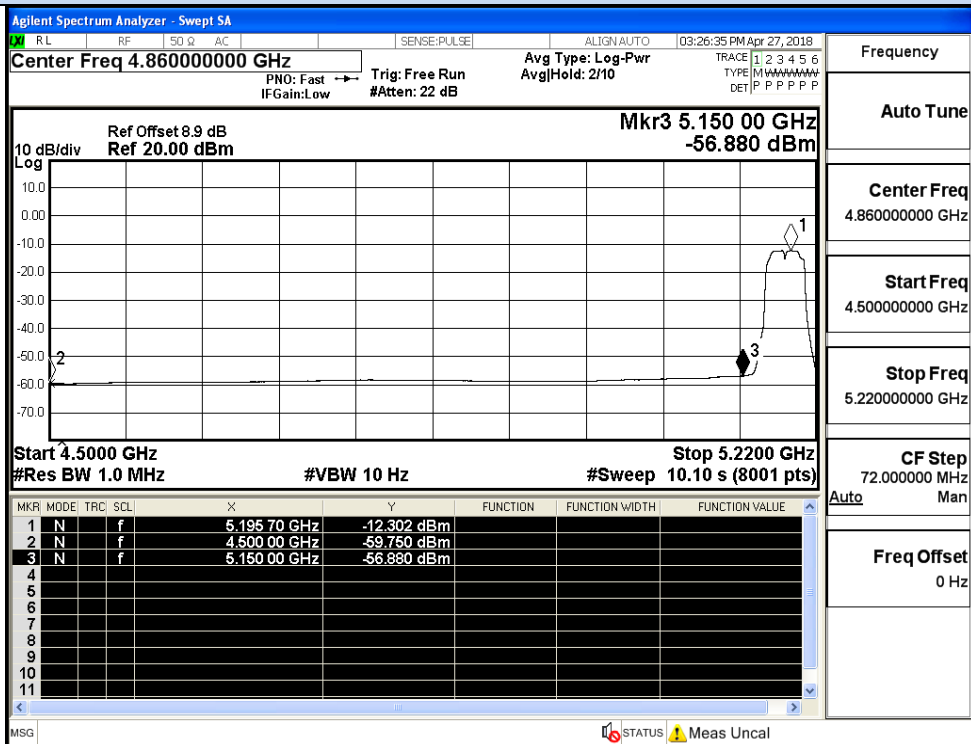 Agilent Spectrum Analyzer - Swept SA
LXI RL RF 50 Ω AC SENSE:PULSE ALIGN AUTO 03:26:35 PM Apr 27, 2018
Center Freq 4.860000000 GHz
PNO: Fast
IFGain:Low
Trig: Free Run
#Atten: 22 dB
Avg Type: Log-Pwr
Avg|Hold: 2/10
TRACE 1 2 3 4 5 6
TYPE M WWWWW
DET P P P P P P
Mkr3 5.150 00 GHz
-56.880 dBm
Ref Offset 8.9 dB
10 dB/div Ref 20.00 dBm
Log
10.0
0.00
-10.0
-20.0
-30.0
-40.0
-50.0
-60.0
-70.0
1
2
3
Start 4.5000 GHz Stop 5.2200 GHz
#Res BW 1.0 MHz #VBW 10 Hz #Sweep 10.10 s (8001 pts)
MKR MODE TRC SCL X Y FUNCTION FUNCTION WIDTH FUNCTION VALUE
1 N f 5.195 70 GHz -12.302 dBm
2 N f 4.500 00 GHz -59.750 dBm
3 N f 5.150 00 GHz -56.880 dBm
4
5
6
7
8
9
10
11
MSG STATUS Meas Uncal
Frequency
Auto Tune
Center Freq
4.860000000 GHz
Start Freq
4.500000000 GHz
Stop Freq
5.220000000 GHz
CF Step
72.000000 MHz
Auto Man
Freq Offset
0 Hz